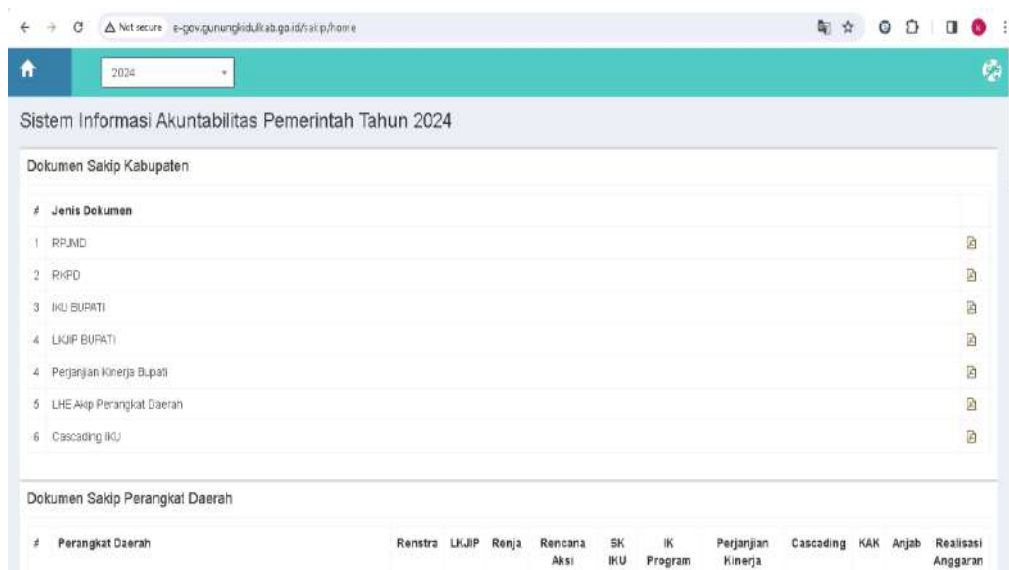 Not secure e-gov.gunungkidulkab.go.id/sakip/home
2024
Sistem Informasi Akuntabilitas Pemerintah Tahun 2024
Dokumen Sakip Kabupaten
# Jenis Dokumen
1 RPJMD
2 RKPD
3 IKU BUPATI
4 LKJIP BUPATI
4 Perjanjian Kinerja Bupati
5 LHE Akip Perangkat Daerah
6 Cascading IKU
Dokumen Sakip Perangkat Daerah
# Perangkat Daerah Renstra LKJIP Renja Rencana Aksi SK IKU IK Program Perjanjian Kinerja Cascading KAK Anjab Realisasi Anggaran